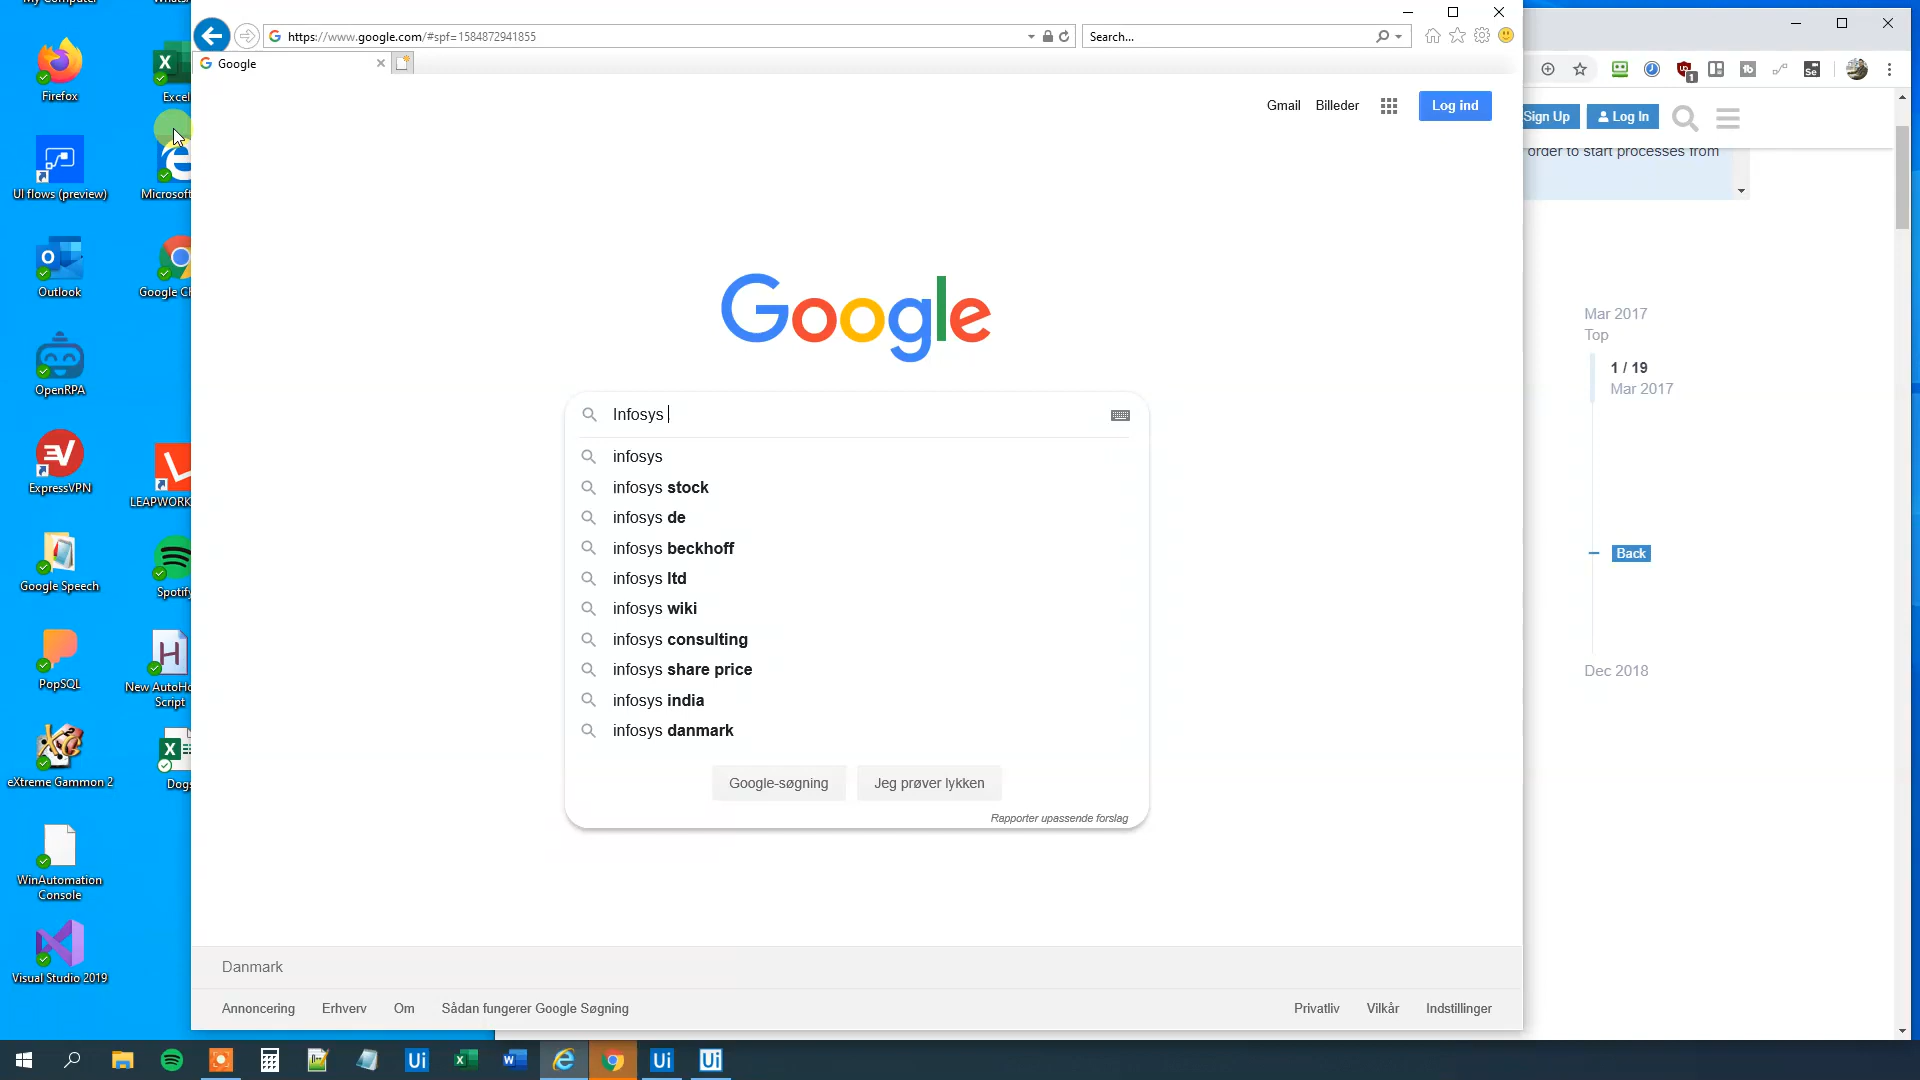 My Computer
WhatsA
Firefox
Excel
UI flows (preview)
Microsoft
Outlook
Google Ch
OpenRPA
ExpressVPN
LEAPWORK
Google Speech
Spotify
PopSQL
New AutoHo
Script
eXtreme Gammon 2
Dogs
WinAutomation
Console
Visual Studio 2019
https://www.google.com/#spf=1584872941855
Search...
Google
Gmail
Billeder
Log ind
Google
Infosys
infosys
infosys stock
infosys de
infosys beckhoff
infosys ltd
infosys wiki
infosys consulting
infosys share price
infosys india
infosys danmark
Google-søgning
Jeg prøver lykken
Rapporter upassende forslag
Danmark
Annoncering
Erhverv
Om
Sådan fungerer Google Søgning
Privatliv
Vilkår
Indstillinger
Sign Up
Log In
order to start processes from
Mar 2017
Top
1 / 19
Mar 2017
Back
Dec 2018